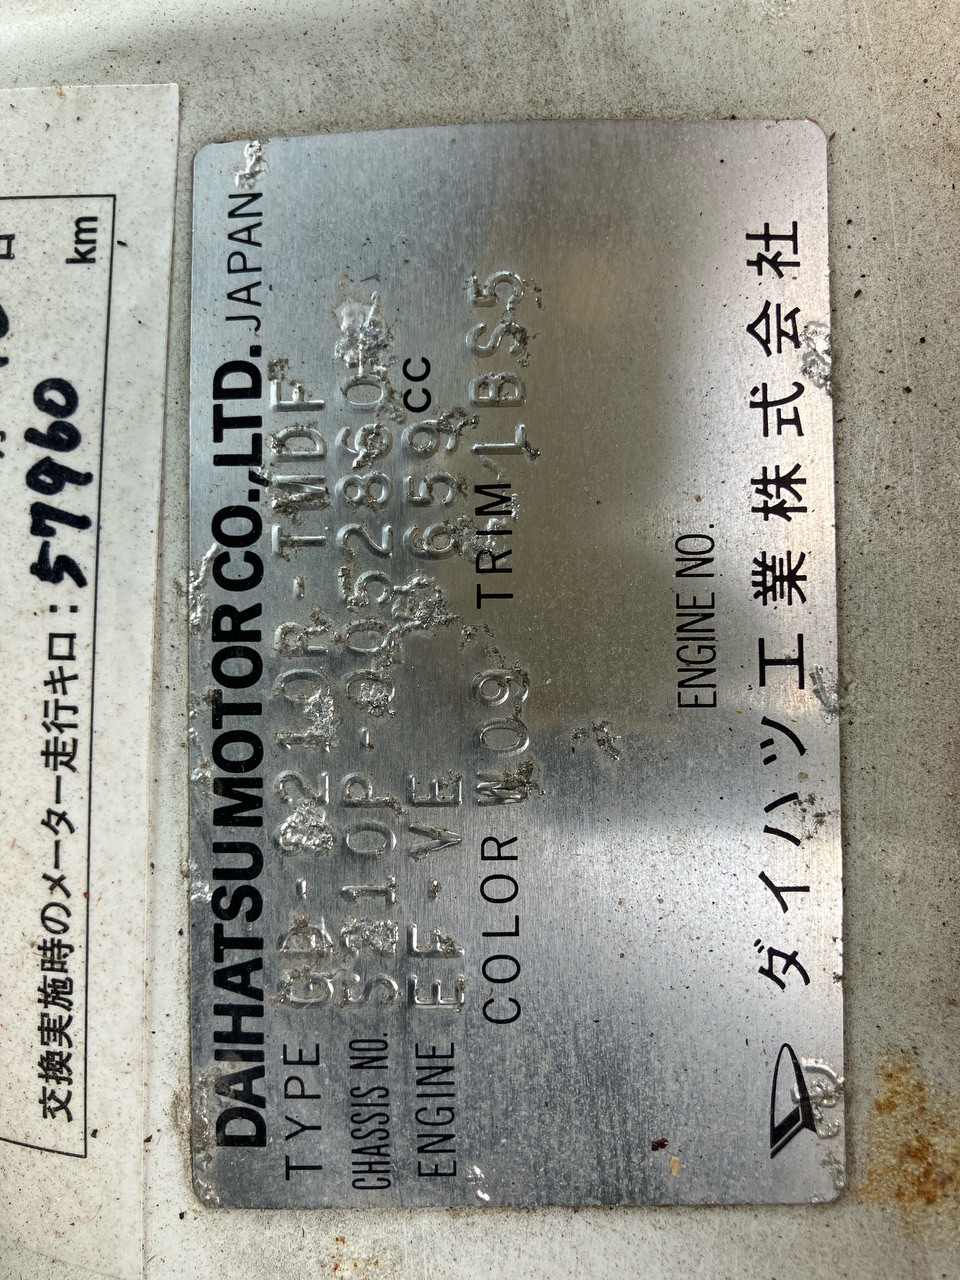 km
交換実施時のメーター走行キロ：57960
DAIHATSU MOTOR CO.,LTD. JAPAN
TYPE GD-S210R-TMDF
CHASSIS NO. S210P-0052860
ENGINE EF-VE 659 CC
COLOR W09 TRIM LBS5
ENGINE NO.
ダイハツ工業株式会社